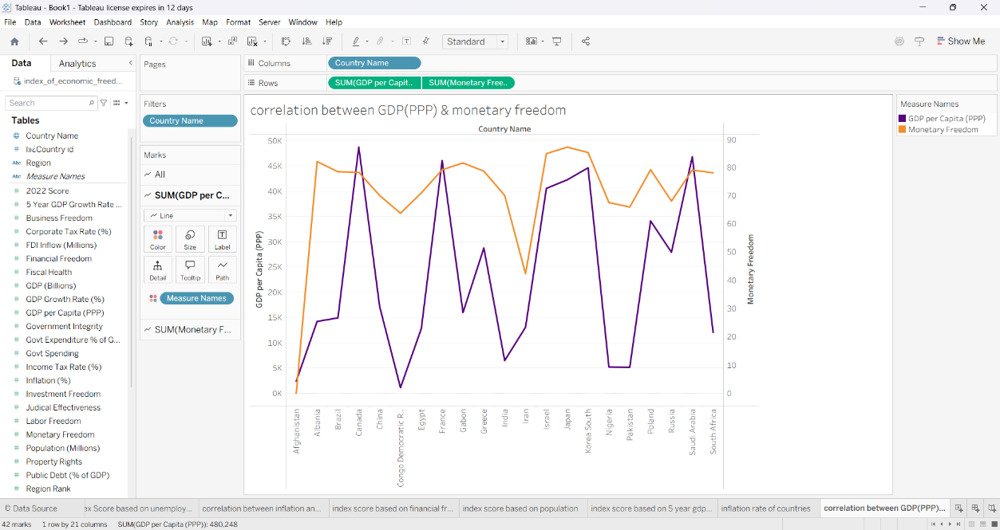 Tableau - Book1 - Tableau license expires in 12 days
File Data Worksheet Dashboard Story Analysis Map Format Server Window Help
Standard
Show Me
Data Analytics
index_of_economic_freed...
Search
Tables
Country Name
ï»¿Country id
Abc Region
Abc Measure Names
2022 Score
5 Year GDP Growth Rate ...
Business Freedom
Corporate Tax Rate (%)
FDI Inflow (Millions)
Financial Freedom
Fiscal Health
GDP (Billions)
GDP Growth Rate (%)
GDP per Capita (PPP)
Government Integrity
Govt Expenditure % of G...
Govt Spending
Income Tax Rate (%)
Inflation (%)
Investment Freedom
Judical Effectiveness
Labor Freedom
Monetary Freedom
Population (Millions)
Property Rights
Public Debt (% of GDP)
Region Rank
Pages
Filters
Country Name
Marks
All
SUM(GDP per C...
Line
Color Size Label
Detail Tooltip Path
Measure Names
SUM(Monetary F...
Columns Country Name
Rows SUM(GDP per Capit.. SUM(Monetary Free..
correlation between GDP(PPP) & monetary freedom
Country Name
50K
45K
40K
35K
30K
25K
20K
15K
10K
5K
0K
GDP per Capita (PPP)
90
80
70
60
50
40
30
20
10
0
Monetary Freedom
Afghanistan
Albania
Brazil
Canada
China
Congo Democratic R..
Egypt
France
Gabon
Greece
India
Iran
Israel
Japan
Korea South
Nigeria
Pakistan
Poland
Russia
Saudi Arabia
South Africa
Measure Names
GDP per Capita (PPP)
Monetary Freedom
Data Source ex Score based on unemploy... correlation between inflation an... index score based on financial fr... index score based on population index score based on 5 year gdp... inflation rate of countries correlation between GDP(PPP)...
42 marks 1 row by 21 columns SUM(GDP per Capita (PPP)): 480,248